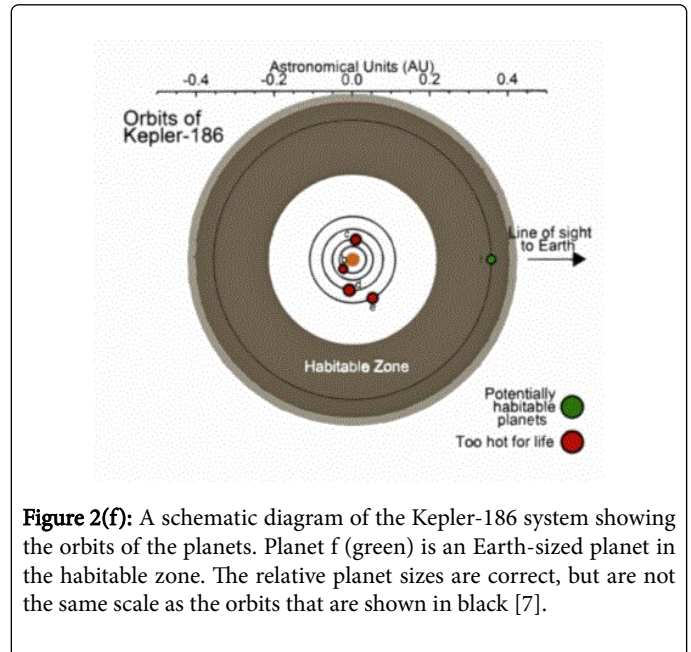 Astronomical Units (AU)
-0.4 -0.2 0.0 0.2 0.4
Orbits of
Kepler-186
c
b
d
e
Line of sight
to Earth
Habitable Zone
Potentially
habitable
planets
Too hot for life
Figure 2(f): A schematic diagram of the Kepler-186 system showing
the orbits of the planets. Planet f (green) is an Earth-sized planet in
the habitable zone. The relative planet sizes are correct, but are not
the same scale as the orbits that are shown in black [7].